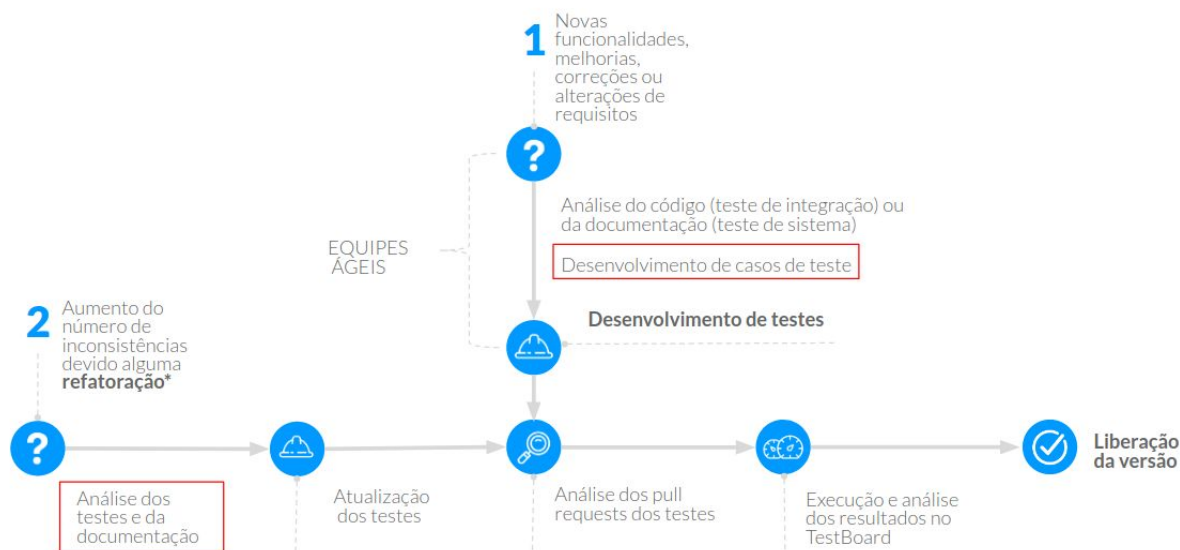 1
Novas
funcionalidades,
melhorias,
correções ou
alterações de
requisitos
?
Análise do código (teste de integração) ou
da documentação (teste de sistema)
EQUIPES
ÁGEIS
Desenvolvimento de casos de teste
2
Aumento do
número de
inconsistências
devido alguma
refatoração*
Desenvolvimento de testes
?
Liberação
da versão
Análise dos
testes e da
documentação
Atualização
dos testes
Análise dos pull
requests dos testes
Execução e análise
dos resultados no
TestBoard